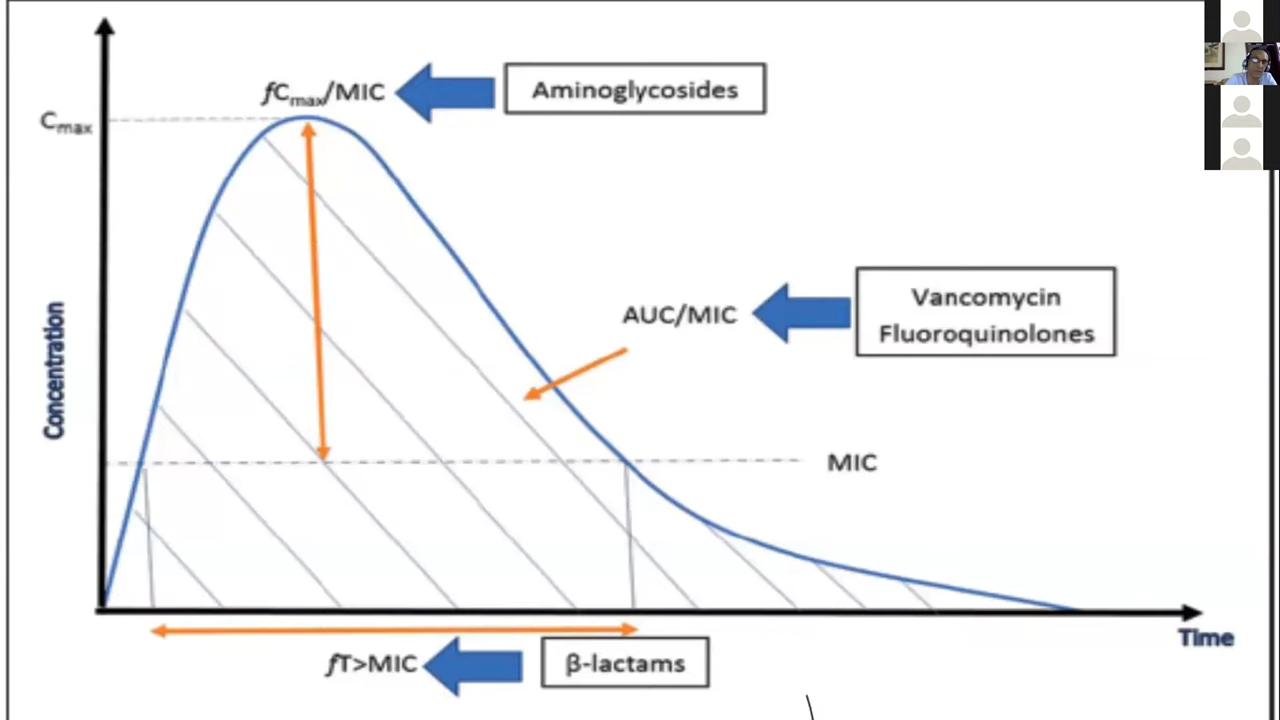 fCmax/MIC
Aminoglycosides
Cmax
Concentration
AUC/MIC
Vancomycin
Fluoroquinolones
MIC
Time
fT>MIC
β-lactams